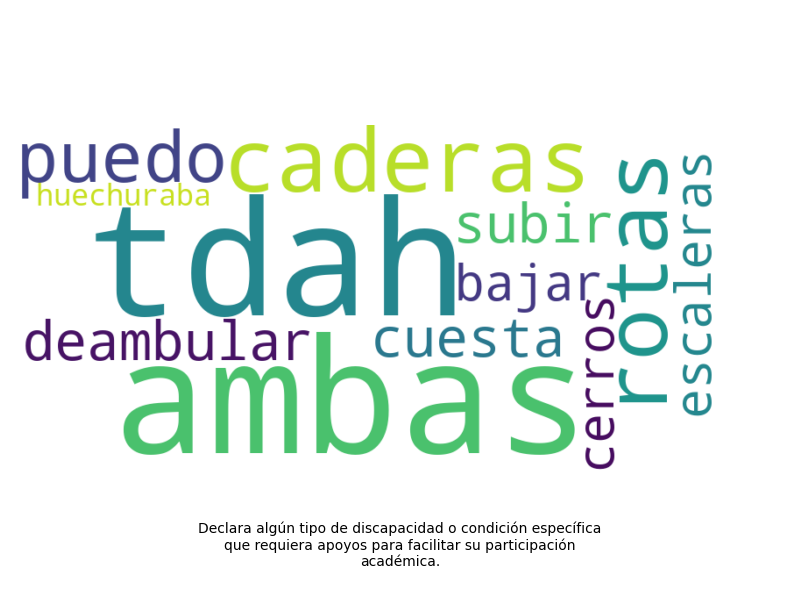 puedo
caderas
huechuraba
tdah
subir
bajar
rotas
escaleras
deambular
cuesta
cerros
ambas
Declara algún tipo de discapacidad o condición específica
que requiera apoyos para facilitar su participación
académica.